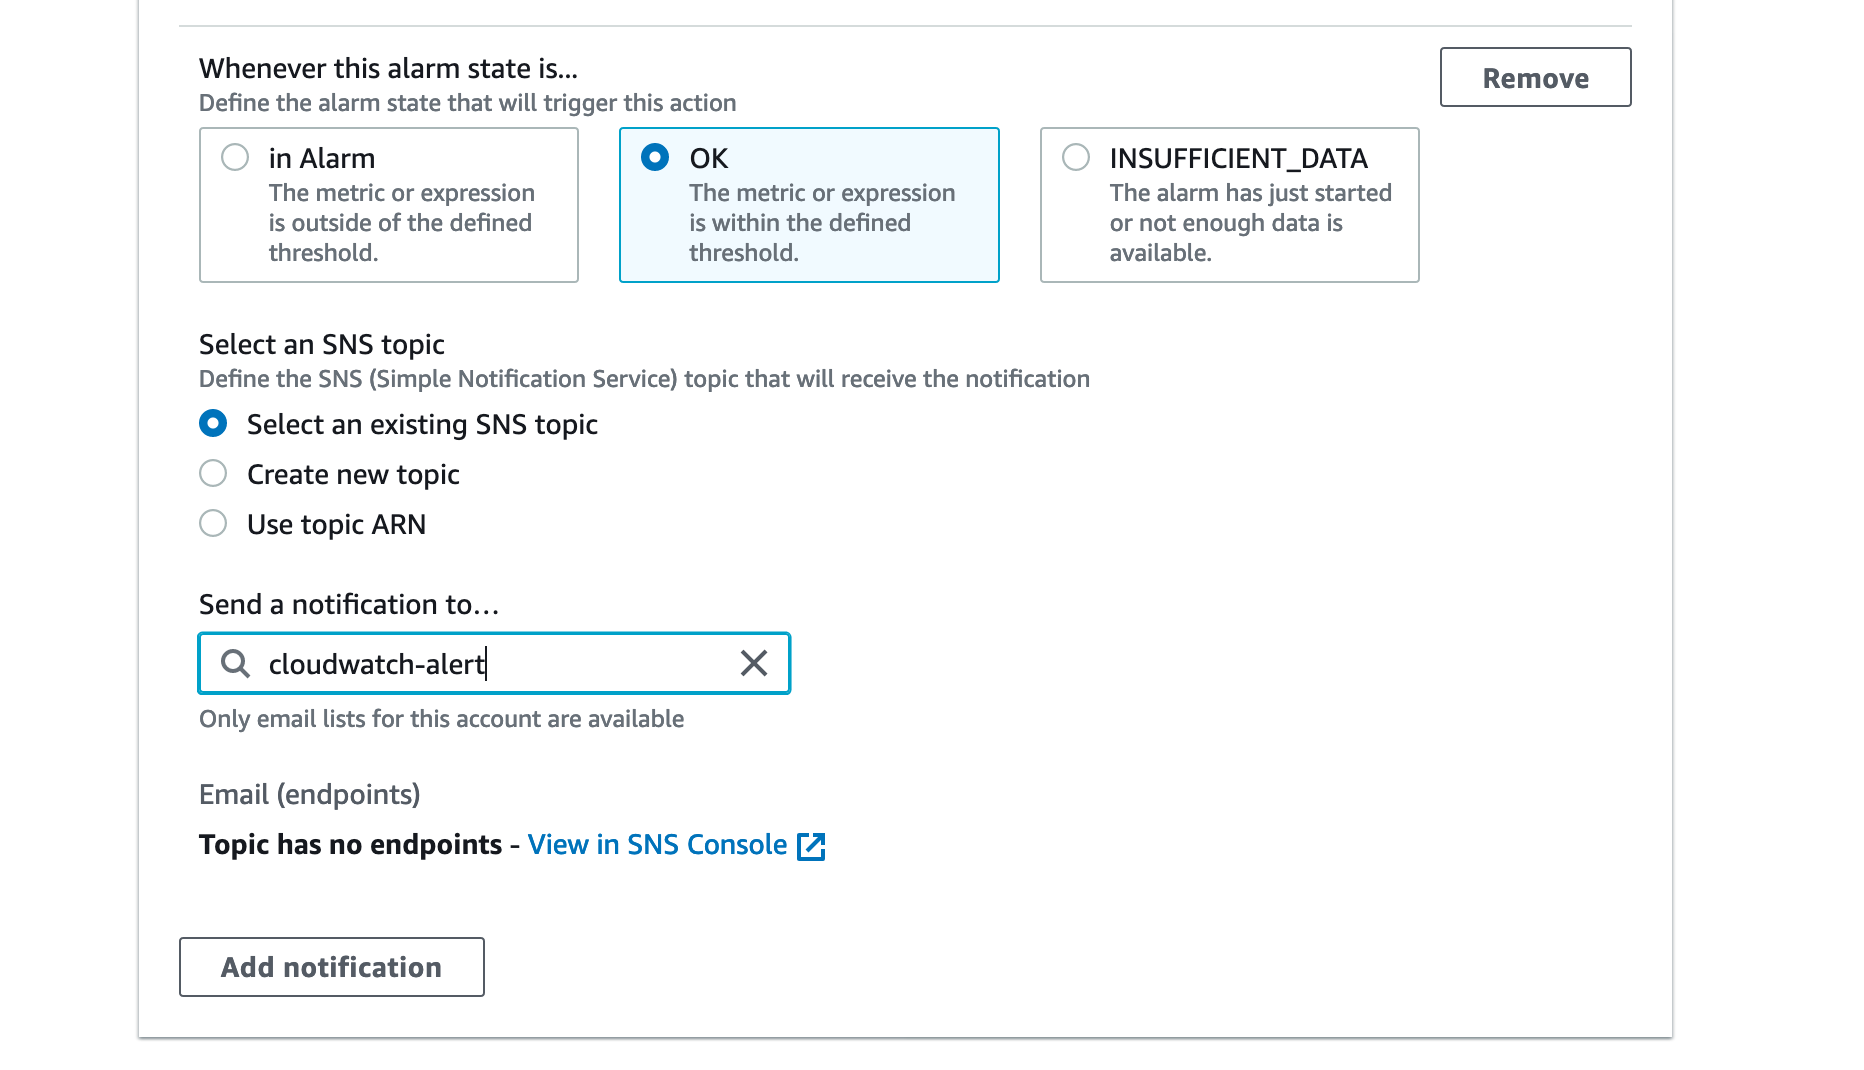 Whenever this alarm state is...
Define the alarm state that will trigger this action
Remove
in Alarm
The metric or expression
is outside of the defined
threshold.
OK
The metric or expression
is within the defined
threshold.
INSUFFICIENT_DATA
The alarm has just started
or not enough data is
available.
Select an SNS topic
Define the SNS (Simple Notification Service) topic that will receive the notification
Select an existing SNS topic
Create new topic
Use topic ARN
Send a notification to…
cloudwatch-alert
Only email lists for this account are available
Email (endpoints)
Topic has no endpoints - View in SNS Console
Add notification